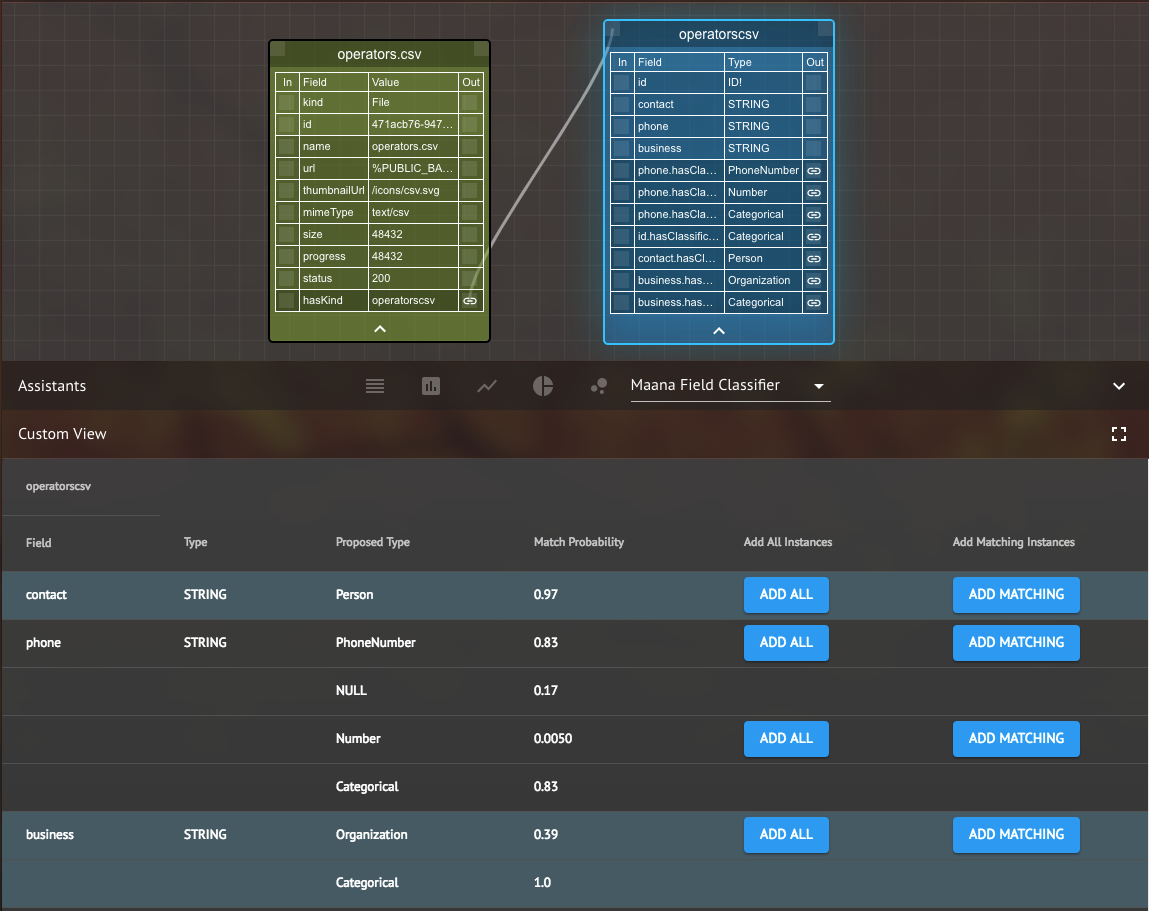 operators.csv
In Field Value Out
kind File
id 471acb76-947...
name operators.csv
url %PUBLIC_BA...
thumbnailUrl /icons/csv.svg
mimeType text/csv
size 48432
progress 48432
status 200
hasKind operatorscsv
operatorscsv
In Field Type Out
id ID!
contact STRING
phone STRING
business STRING
phone.hasCla... PhoneNumber
phone.hasCla... Number
phone.hasCla... Categorical
id.hasClassific... Categorical
contact.hasCl... Person
business.has... Organization
business.has... Categorical
Assistants Maana Field Classifier
Custom View
operatorscsv
Field Type Proposed Type Match Probability Add All Instances Add Matching Instances
contact STRING Person 0.97 ADD ALL ADD MATCHING
phone STRING PhoneNumber 0.83 ADD ALL ADD MATCHING
NULL 0.17
Number 0.0050 ADD ALL ADD MATCHING
Categorical 0.83
business STRING Organization 0.39 ADD ALL ADD MATCHING
Categorical 1.0